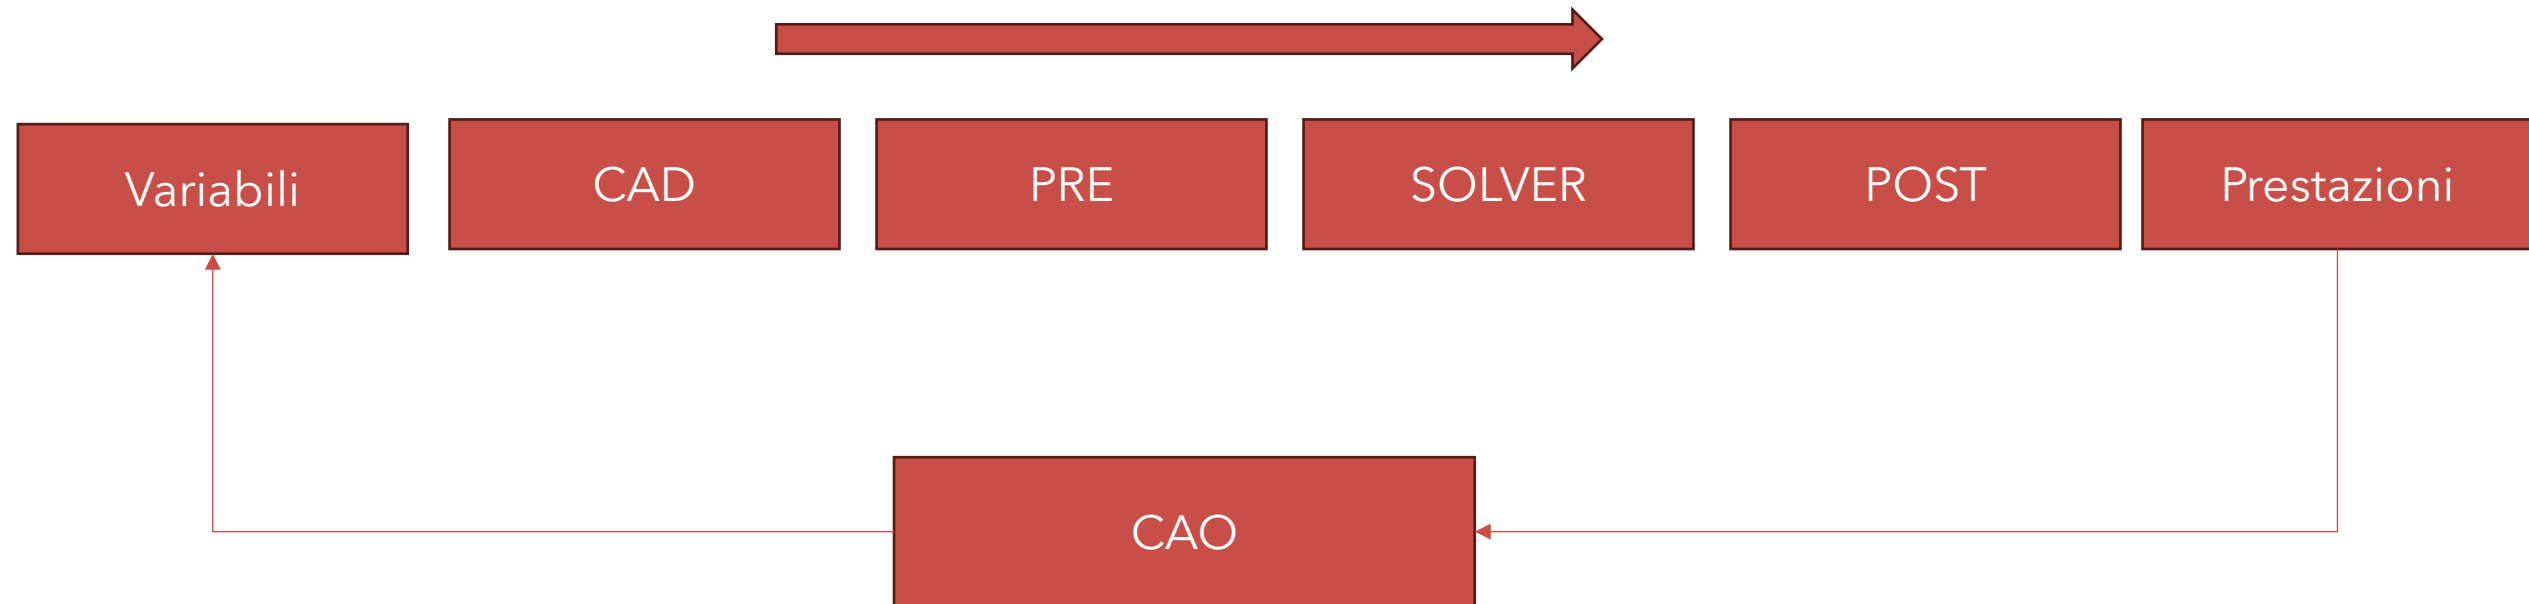 Variabili
CAD
PRE
SOLVER
POST
Prestazioni
CAO